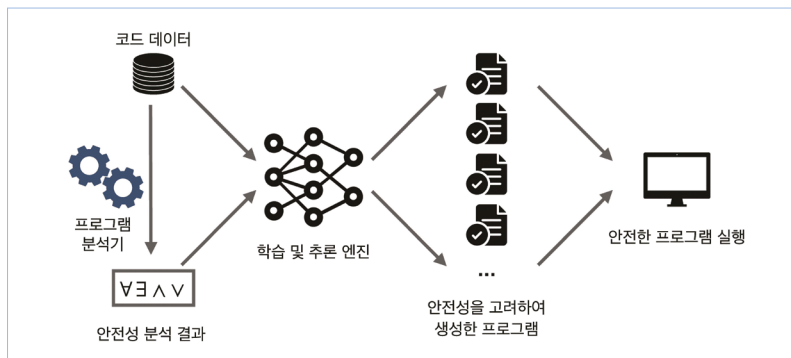 코드 데이터
프로그램
분석기
∀∃∧∨
안전성 분석 결과
학습 및 추론 엔진
...
안전성을 고려하여
생성한 프로그램
안전한 프로그램 실행